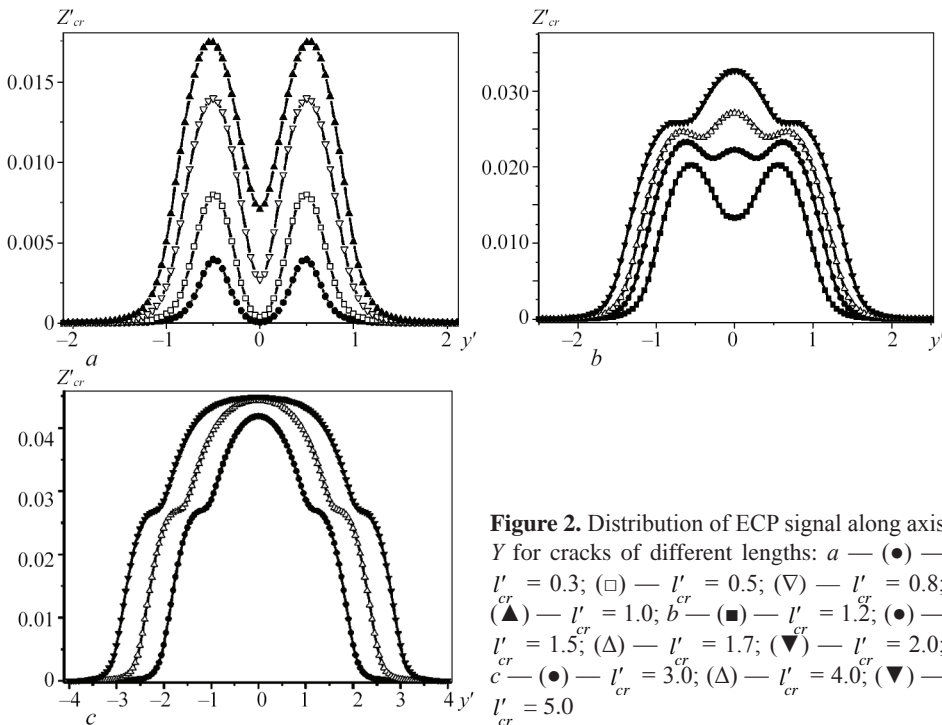 Z'cr
0.015
0.010
0.005
0
–2
–1
0
1
2
y'
a
Z'cr
0.030
0.020
0.010
0
–2
–1
0
1
2
y'
b
Z'cr
0.04
0.03
0.02
0.01
0
–4
–3
–2
–1
0
1
2
3
4
y'
c
Figure 2. Distribution of ECP signal along axis
Y for cracks of different lengths: a — (●) —
l'cr = 0.3; (□) — l'cr = 0.5; (∇) — l'cr = 0.8;
(▲) — l'cr = 1.0; b — (■) — l'cr = 1.2; (●) —
l'cr = 1.5; (Δ) — l'cr = 1.7; (▼) — l'cr = 2.0;
c — (●) — l'cr = 3.0; (Δ) — l'cr = 4.0; (▼) —
l'cr = 5.0